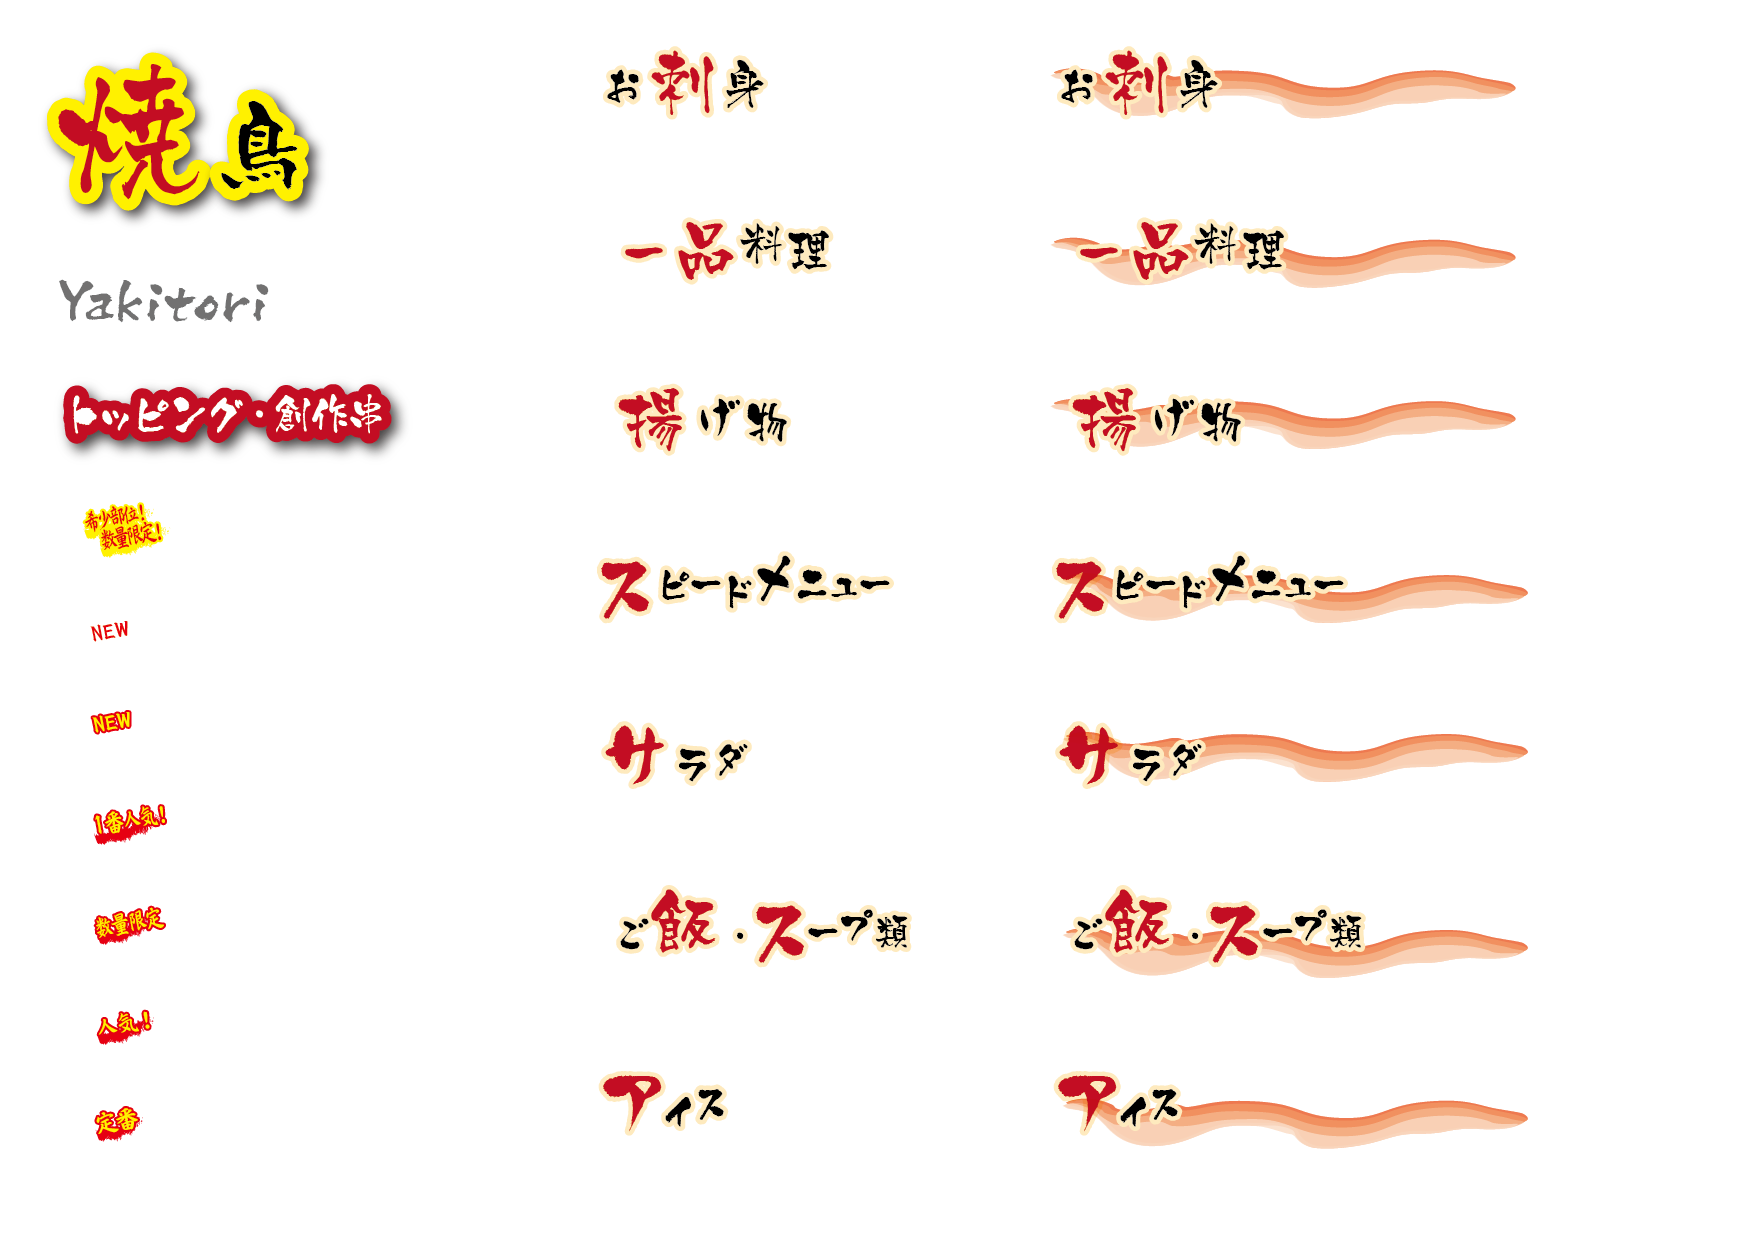 焼鳥
Yakitori
トッピング・創作串
希少部位!
数量限定!
NEW
NEW
1番人気!
数量限定
人気!
定番
お刺身
一品料理
揚げ物
スピードメニュー
サラダ
ご飯・スープ類
アイス
お刺身
一品料理
揚げ物
スピードメニュー
サラダ
ご飯・スープ類
アイス